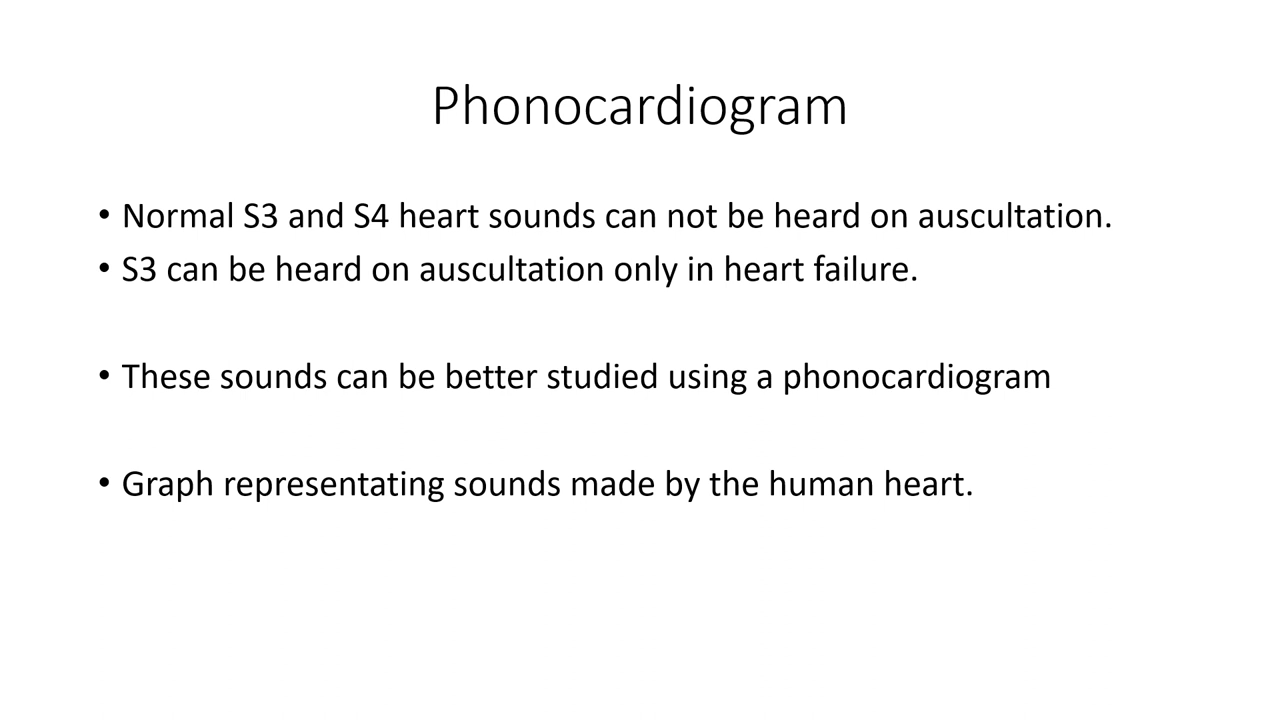 Phonocardiogram
• Normal S3 and S4 heart sounds can not be heard on auscultation.
• S3 can be heard on auscultation only in heart failure.
• These sounds can be better studied using a phonocardiogram
• Graph representating sounds made by the human heart.